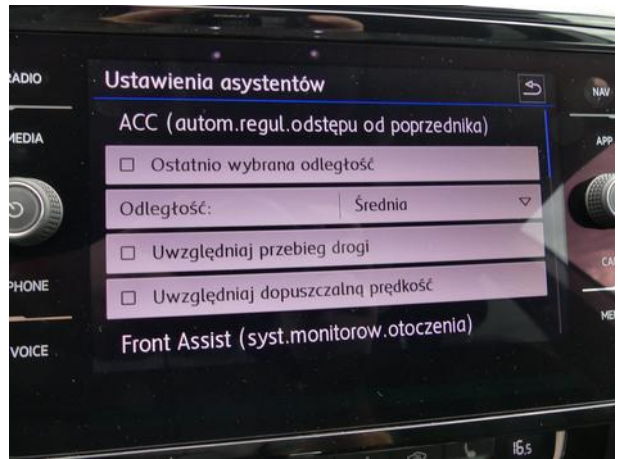 RADIO
Ustawienia asystentów
NAV
ACC (autom.regul.odstępu od poprzednika)
MEDIA
APP
Ostatnio wybrana odległość
Odległość: Średnia
Uwzględniaj przebieg drogi
PHONE
Uwzględniaj dopuszczalną prędkość
VOICE
Front Assist (syst.monitorow.otoczenia)
16.5